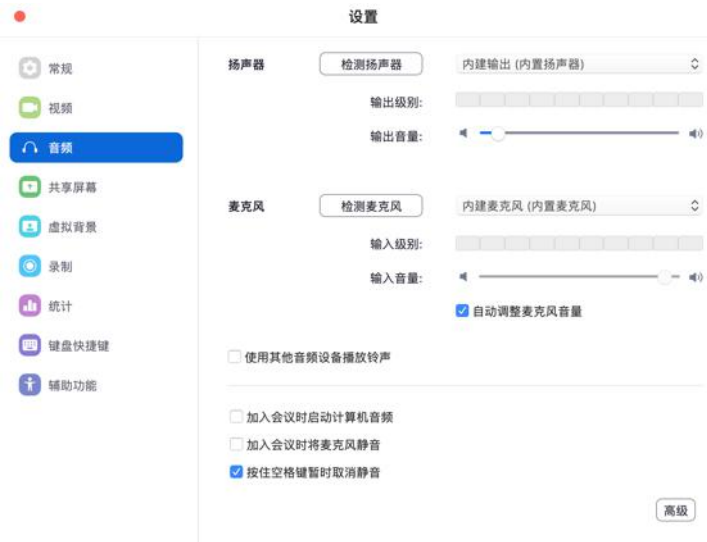 设置
常规
视频
音频
共享屏幕
虚拟背景
录制
统计
键盘快捷键
辅助功能
扬声器 检测扬声器 内建输出 (内置扬声器)
输出级别:
输出音量:
麦克风 检测麦克风 内建麦克风 (内置麦克风)
输入级别:
输入音量:
自动调整麦克风音量
使用其他音频设备播放铃声
加入会议时启动计算机音频
加入会议时将麦克风静音
按住空格键暂时取消静音
高级